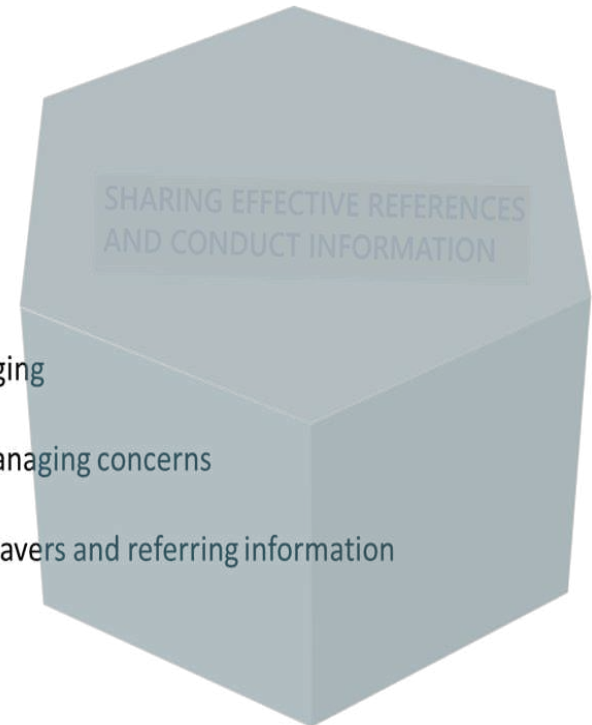 SHARING EFFECTIVE REFERENCES
AND CONDUCT INFORMATION
ging
anaging concerns
avers and referring information